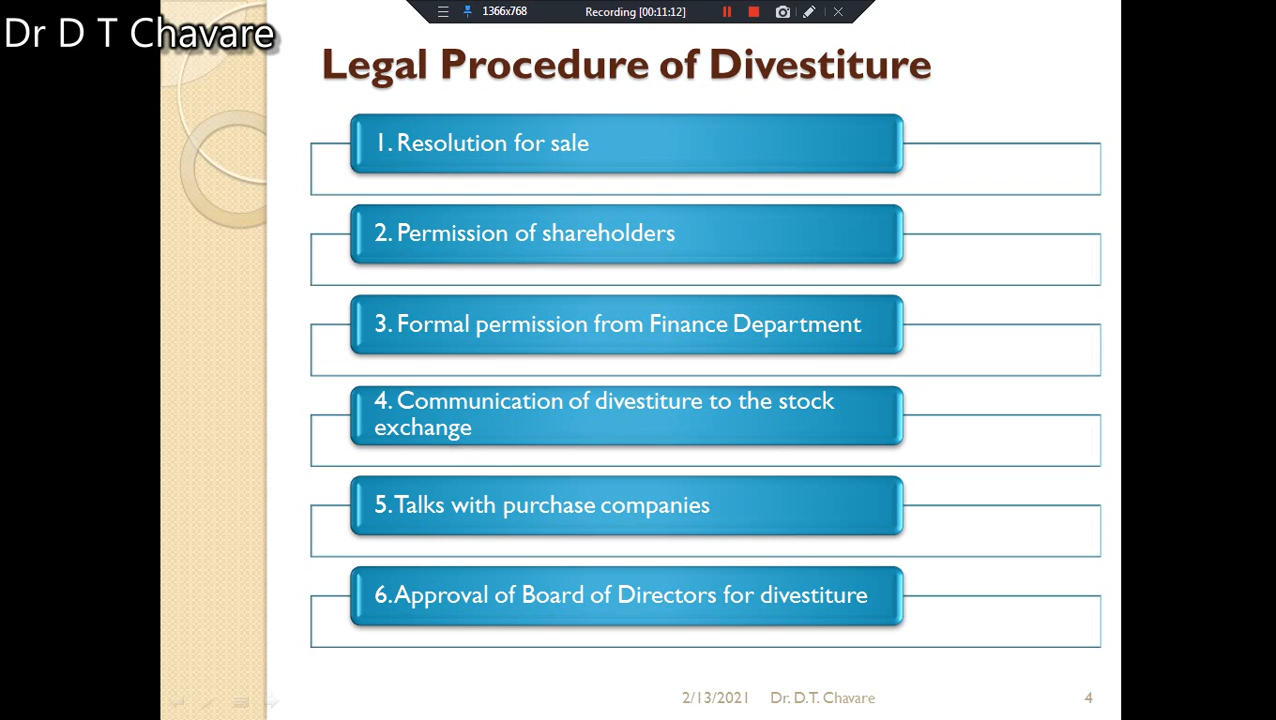 1366x768 Recording [00:11:12]
Dr D T Chavare
Legal Procedure of Divestiture
1. Resolution for sale
2. Permission of shareholders
3. Formal permission from Finance Department
4. Communication of divestiture to the stock
exchange
5. Talks with purchase companies
6. Approval of Board of Directors for divestiture
2/13/2021 Dr. D.T. Chavare 4